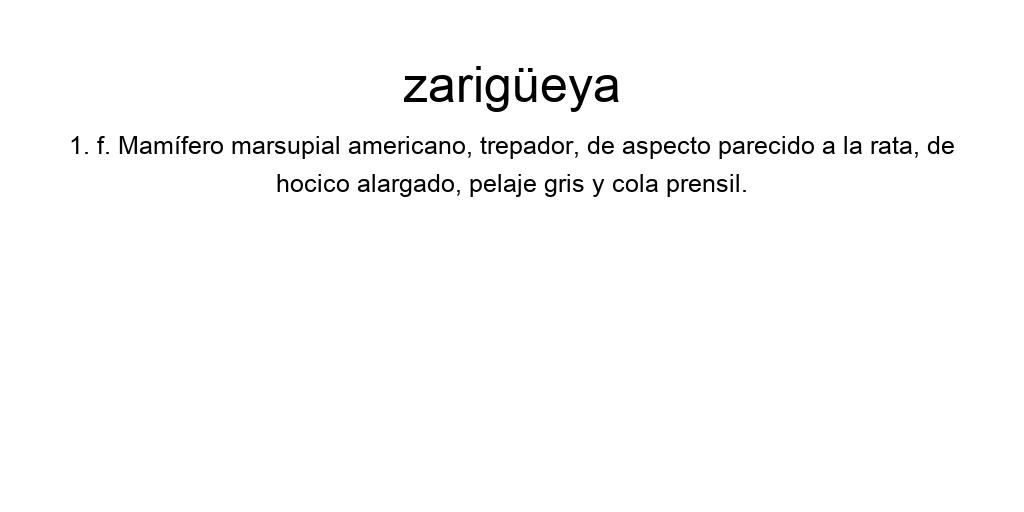 zarigüeya
1. f. Mamífero marsupial americano, trepador, de aspecto parecido a la rata, de
hocico alargado, pelaje gris y cola prensil.